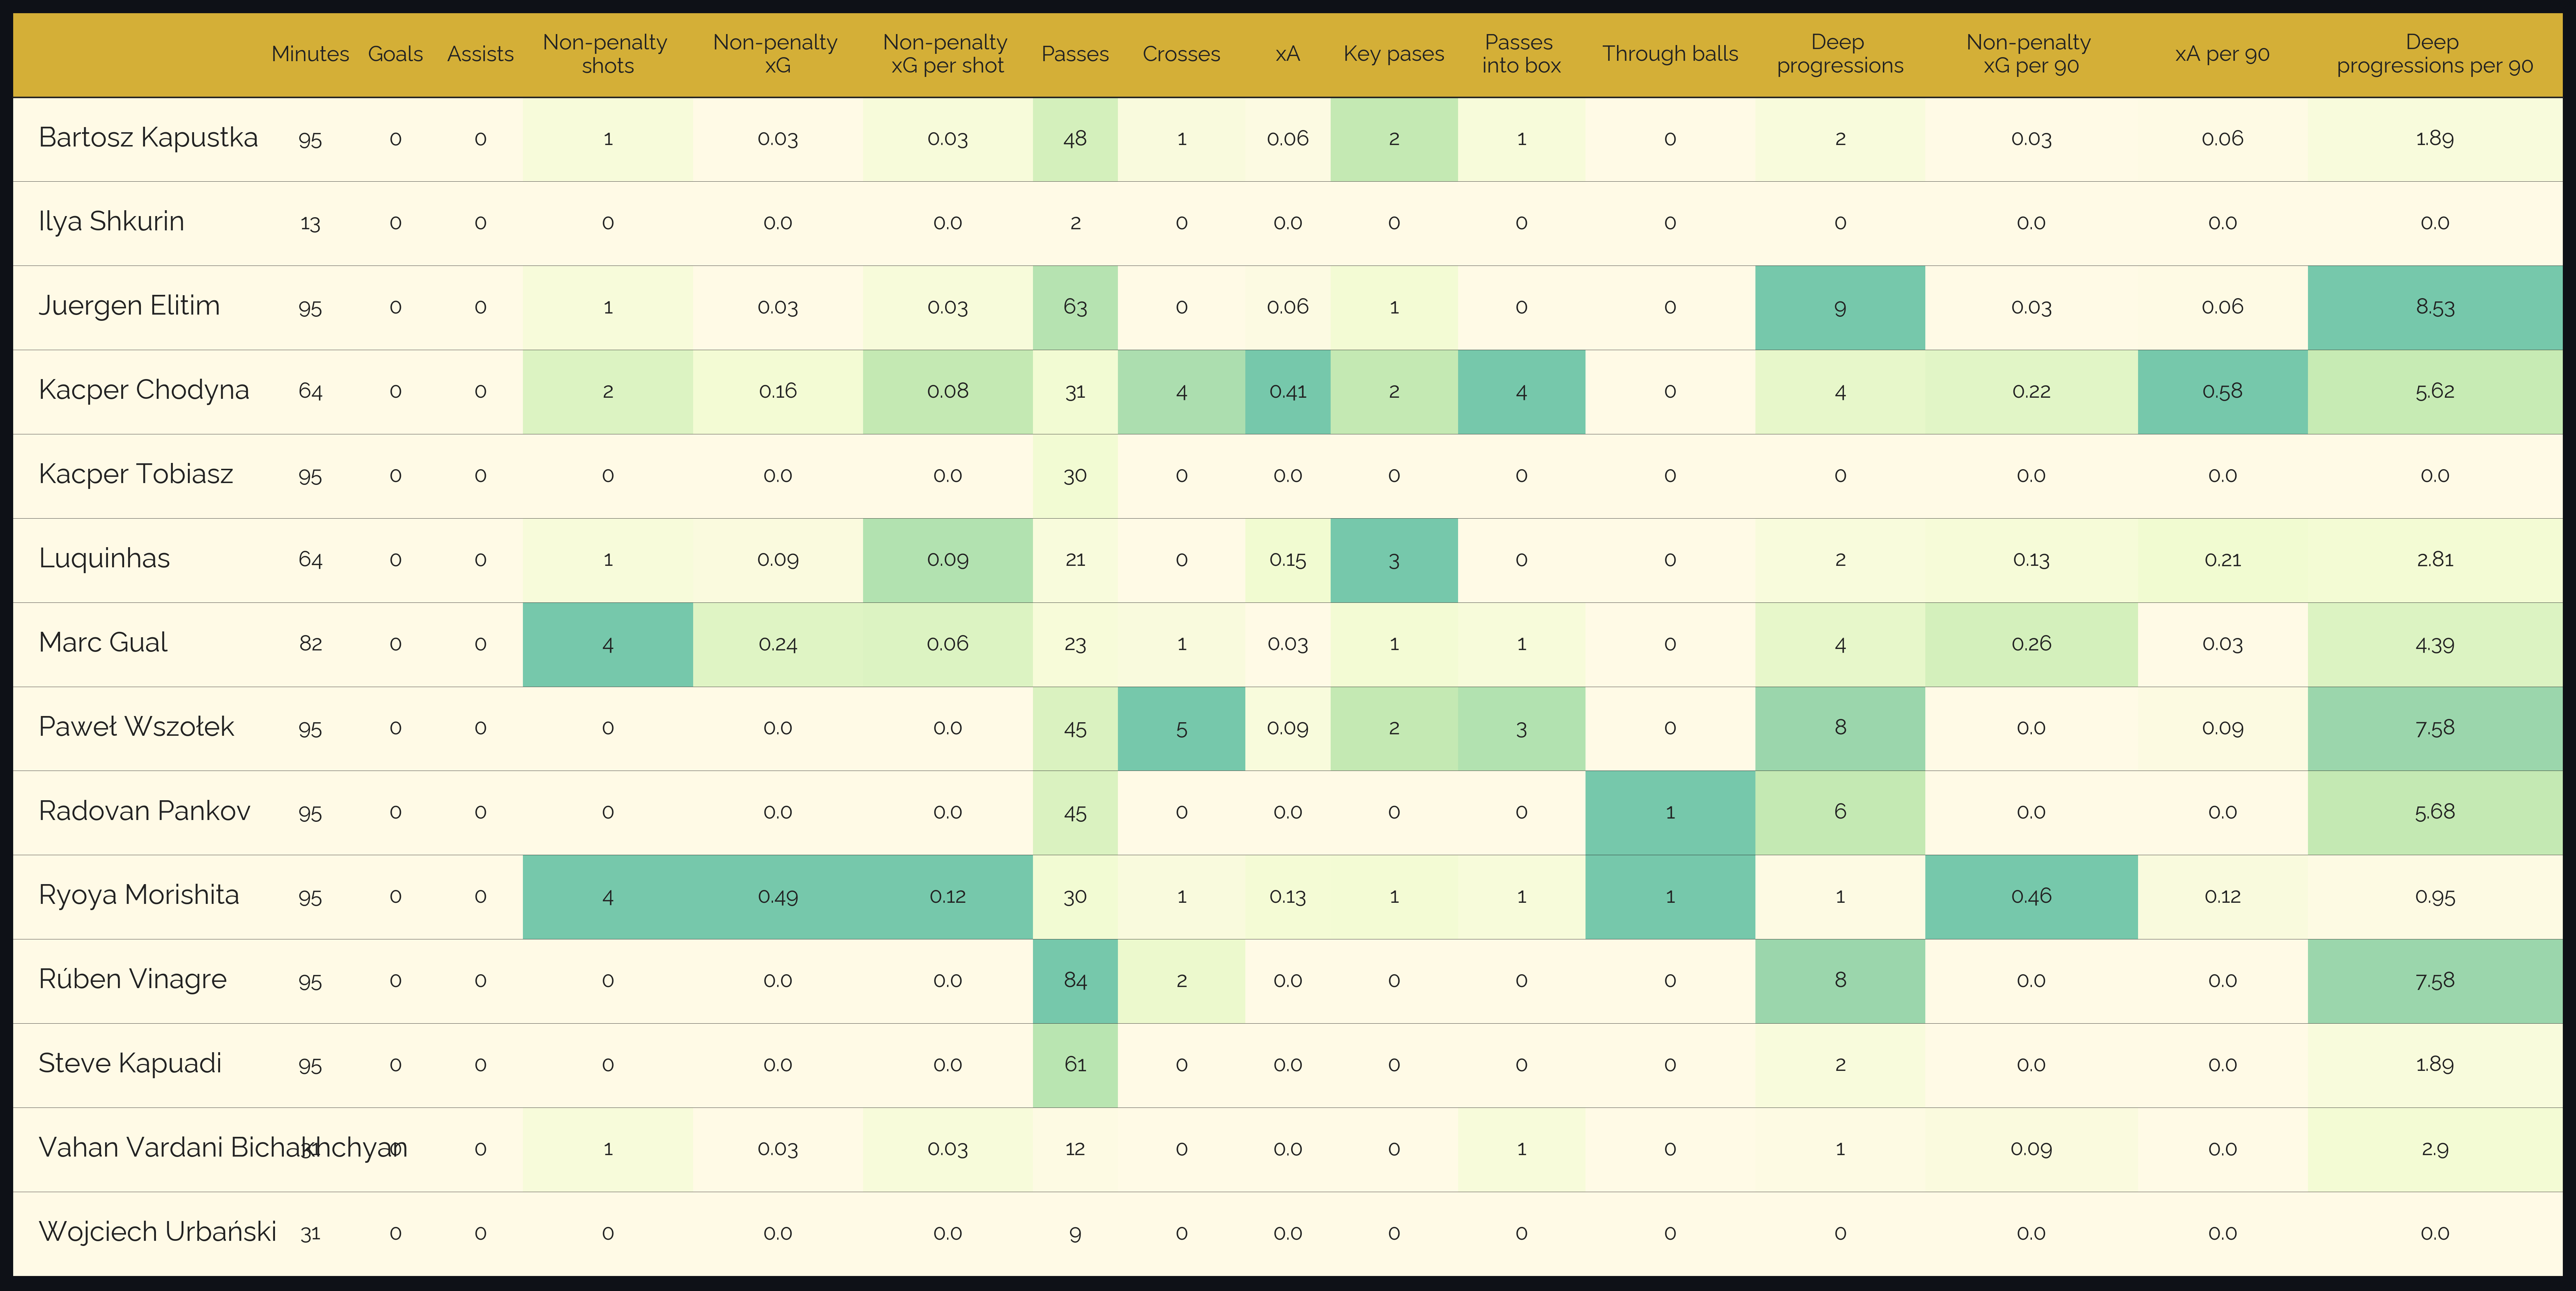 Minutes Goals Assists Non-penalty shots Non-penalty xG Non-penalty xG per shot Passes Crosses xA Key pases Passes into box Through balls Deep progressions Non-penalty xG per 90 xA per 90 Deep progressions per 90
Bartosz Kapustka 95 0 0 1 0.03 0.03 48 1 0.06 2 1 0 2 0.03 0.06 1.89
Ilya Shkurin 13 0 0 0 0.0 0.0 2 0 0.0 0 0 0 0 0.0 0.0 0.0
Juergen Elitim 95 0 0 1 0.03 0.03 63 0 0.06 1 0 0 9 0.03 0.06 8.53
Kacper Chodyna 64 0 0 2 0.16 0.08 31 4 0.41 2 4 0 4 0.22 0.58 5.62
Kacper Tobiasz 95 0 0 0 0.0 0.0 30 0 0.0 0 0 0 0 0.0 0.0 0.0
Luquinhas 64 0 0 1 0.09 0.09 21 0 0.15 3 0 0 2 0.13 0.21 2.81
Marc Gual 82 0 0 4 0.24 0.06 23 1 0.03 1 1 0 4 0.26 0.03 4.39
Paweł Wszołek 95 0 0 0 0.0 0.0 45 5 0.09 2 3 0 8 0.0 0.09 7.58
Radovan Pankov 95 0 0 0 0.0 0.0 45 0 0.0 0 0 1 6 0.0 0.0 5.68
Ryoya Morishita 95 0 0 4 0.49 0.12 30 1 0.13 1 1 1 1 0.46 0.12 0.95
Rúben Vinagre 95 0 0 0 0.0 0.0 84 2 0.0 0 0 0 8 0.0 0.0 7.58
Steve Kapuadi 95 0 0 0 0.0 0.0 61 0 0.0 0 0 0 2 0.0 0.0 1.89
Vahan Vardani Bichakhchyan 31 0 0 1 0.03 0.03 12 0 0.0 0 1 0 1 0.09 0.0 2.9
Wojciech Urbański 31 0 0 0 0.0 0.0 9 0 0.0 0 0 0 0 0.0 0.0 0.0